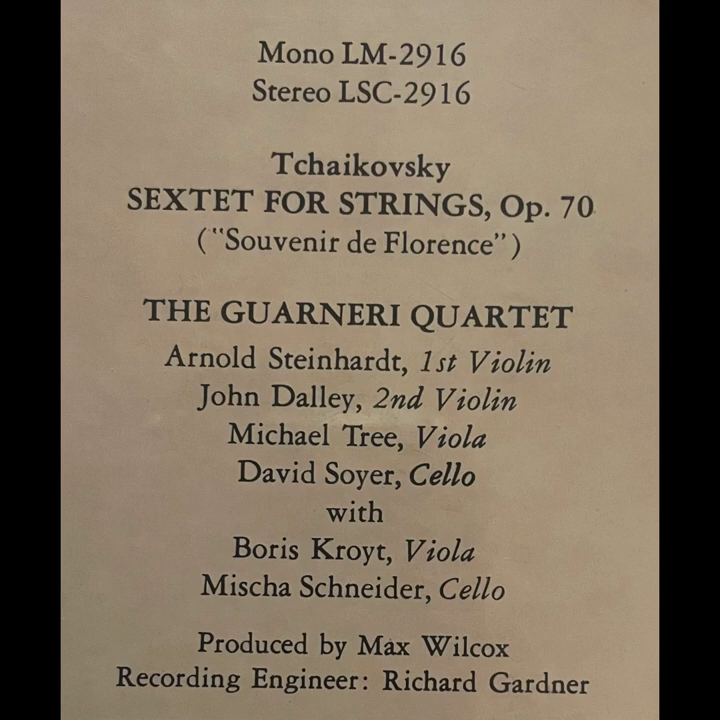 Mono LM-2916
Stereo LSC-2916
Tchaikovsky
SEXTET FOR STRINGS, Op. 70
("Souvenir de Florence")
THE GUARNERI QUARTET
Arnold Steinhardt, 1st Violin
John Dalley, 2nd Violin
Michael Tree, Viola
David Soyer, Cello
with
Boris Kroyt, Viola
Mischa Schneider, Cello
Produced by Max Wilcox
Recording Engineer: Richard Gardner